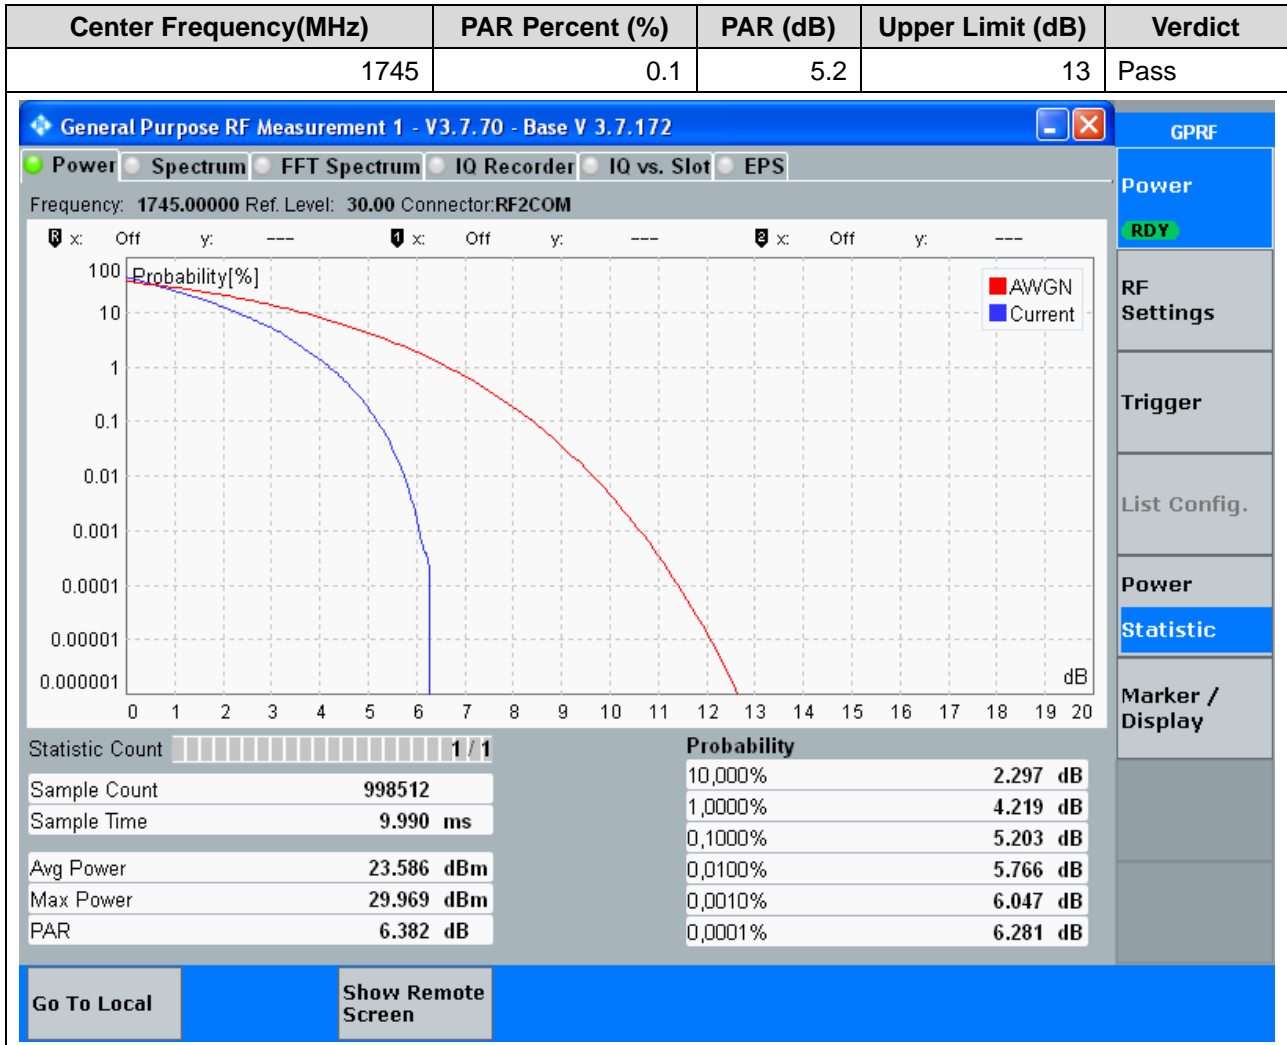 Center Frequency(MHz) PAR Percent (%) PAR (dB) Upper Limit (dB) Verdict
1745 0.1 5.2 13 Pass
General Purpose RF Measurement 1 - V3.7.70 - Base V 3.7.172
GPRF
Power Spectrum FFT Spectrum IQ Recorder IQ vs. Slot EPS
Power
RDY
Frequency: 1745.00000 Ref. Level: 30.00 Connector:RF2COM
R x: Off y: --- 1 x: Off y: --- 2 x: Off y: ---
Probability[%]
AWGN
Current
100
10
1
0.1
0.01
0.001
0.0001
0.00001
0.000001
dB
0 1 2 3 4 5 6 7 8 9 10 11 12 13 14 15 16 17 18 19 20
RF
Settings
Trigger
List Config.
Power
Statistic
Marker /
Display
Statistic Count 1 / 1
Sample Count 998512
Sample Time 9.990 ms
Avg Power 23.586 dBm
Max Power 29.969 dBm
PAR 6.382 dB
Probability
10,000% 2.297 dB
1,0000% 4.219 dB
0,1000% 5.203 dB
0,0100% 5.766 dB
0,0010% 6.047 dB
0,0001% 6.281 dB
Go To Local
Show Remote
Screen